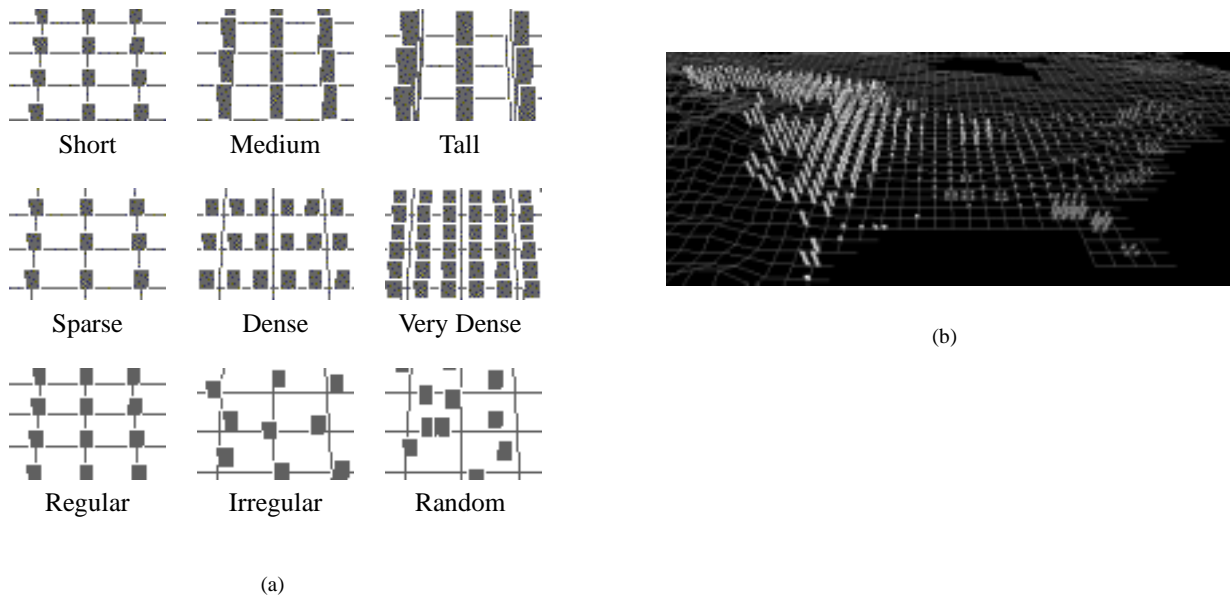 Short Medium Tall
Sparse Dense Very Dense
Regular Irregular Random
(a)
(b)